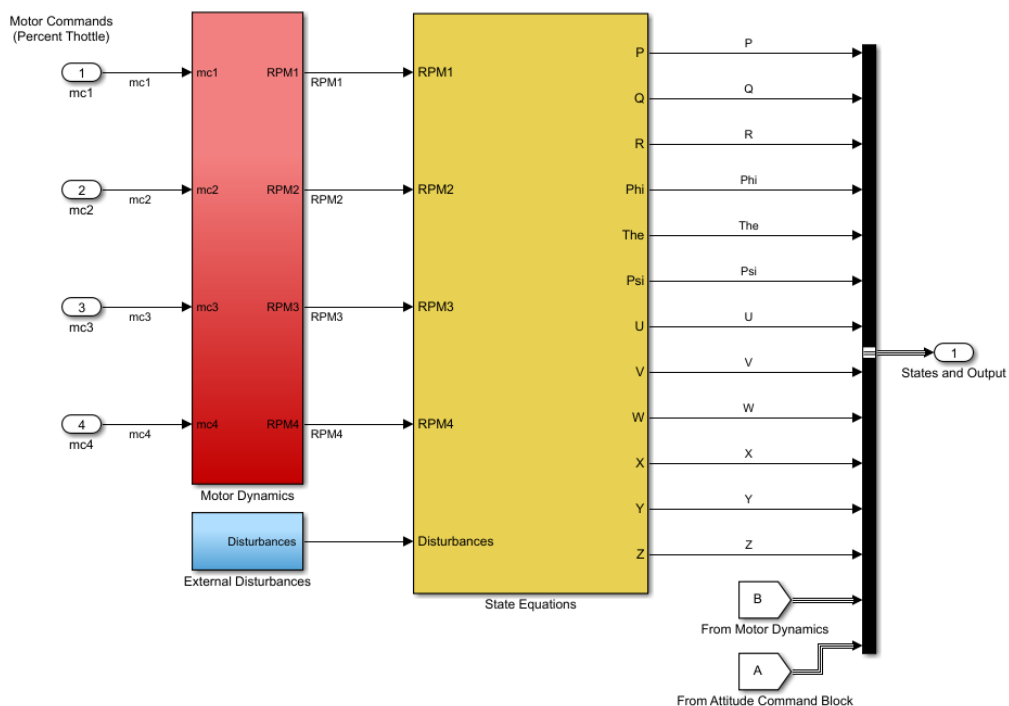 Motor Commands
(Percent Thottle)
1
mc1
mc1
mc1
RPM1
RPM1
RPM1
2
mc2
mc2
mc2
RPM2
RPM2
RPM2
3
mc3
mc3
mc3
RPM3
RPM3
RPM3
4
mc4
mc4
mc4
RPM4
RPM4
RPM4
Motor Dynamics
Disturbances
External Disturbances
Disturbances
State Equations
P
P
Q
Q
R
R
Phi
Phi
The
The
Psi
Psi
U
U
V
V
W
W
X
X
Y
Y
Z
Z
B
From Motor Dynamics
A
From Attitude Command Block
1
States and Output